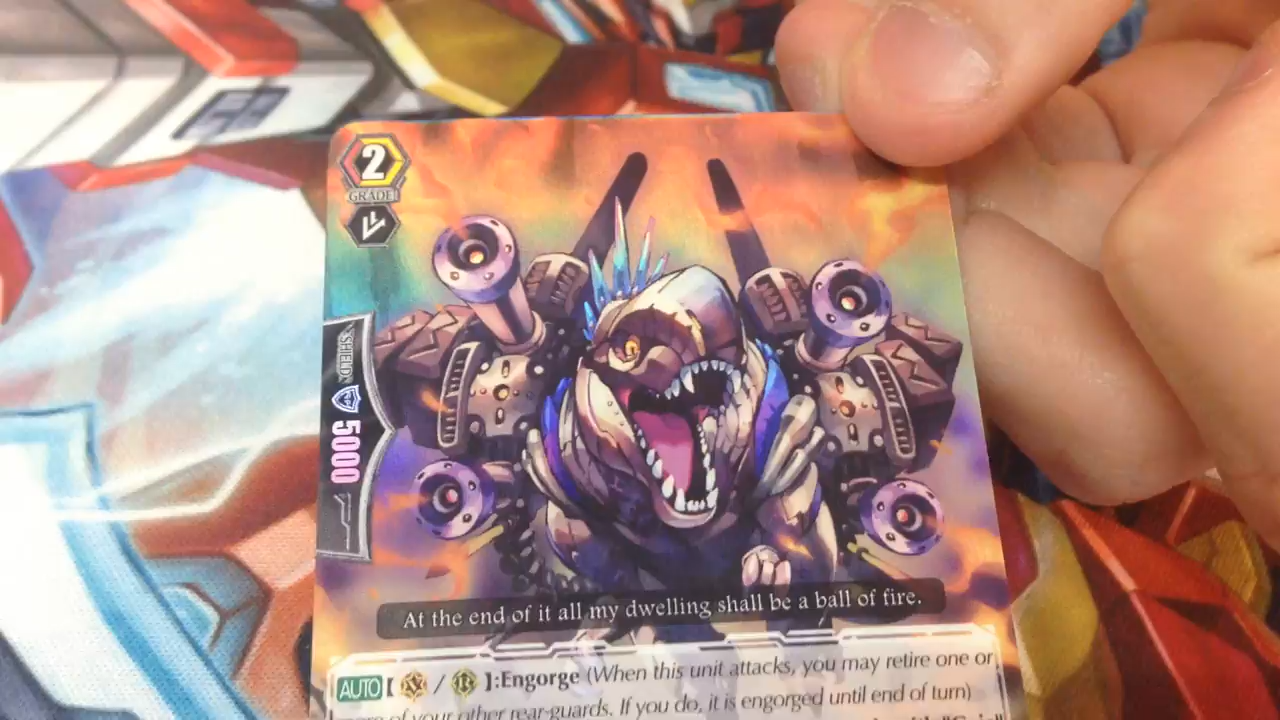 2
GRADE
SHIELD
5000
At the end of it all my dwelling shall be a ball of fire.
AUTO [ V / R ]:Engorge (When this unit attacks, you may retire one or
of your other rear-guards. If you do, it is engorged until end of turn)